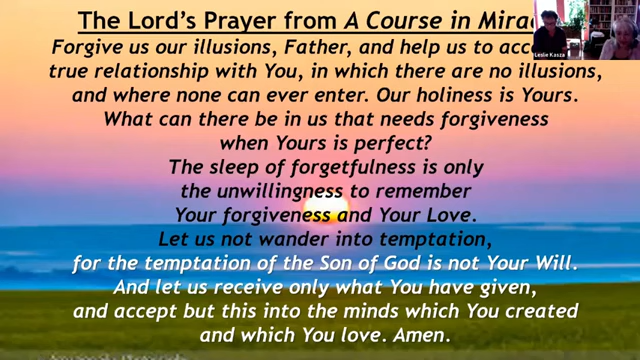 The Lord's Prayer from A Course in
Forgive us our illusions, Father, and help us to
true relationship with You, in which there are no illusions,
and where none can ever enter. Our holiness is Yours.
What can there be in us that needs forgiveness
when Yours is perfect?
The sleep of forgetfulness is only
the unwillingness to remember
Your forgiveness and Your Love.
Let us not wander into temptation,
for the temptation of the Son of God is not Your Will.
And let us receive only what You have given,
and accept but this into the minds which You created
and which You love. Amen.
Leslie Kasza